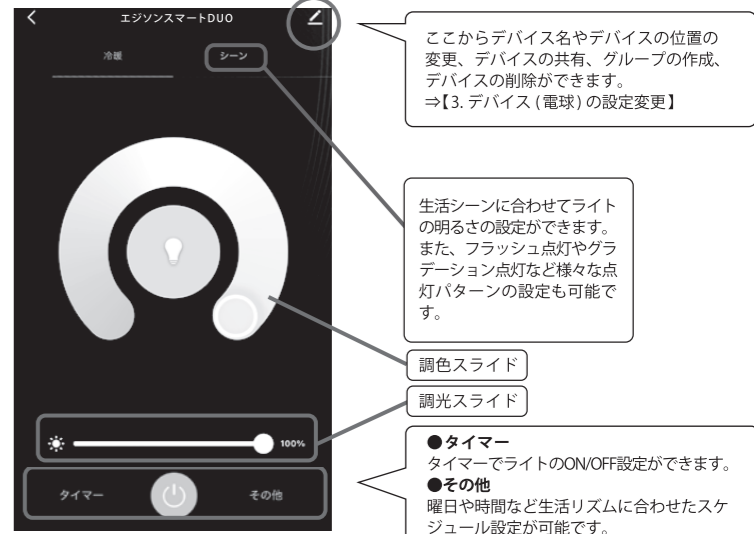 エジソンスマートDUO
冷暖
シーン
100%
タイマー
その他
ここからデバイス名やデバイスの位置の
変更、デバイスの共有、グループの作成、
デバイスの削除ができます。
⇒【3. デバイス (電球) の設定変更】
生活シーンに合わせてライト
の明るさの設定ができます。
また、フラッシュ点灯やグラ
デーション点灯など様々な点
灯パターンの設定も可能で
す。
調色スライド
調光スライド
●タイマー
タイマーでライトのON/OFF設定ができます。
●その他
曜日や時間など生活リズムに合わせたスケ
ジュール設定が可能です。